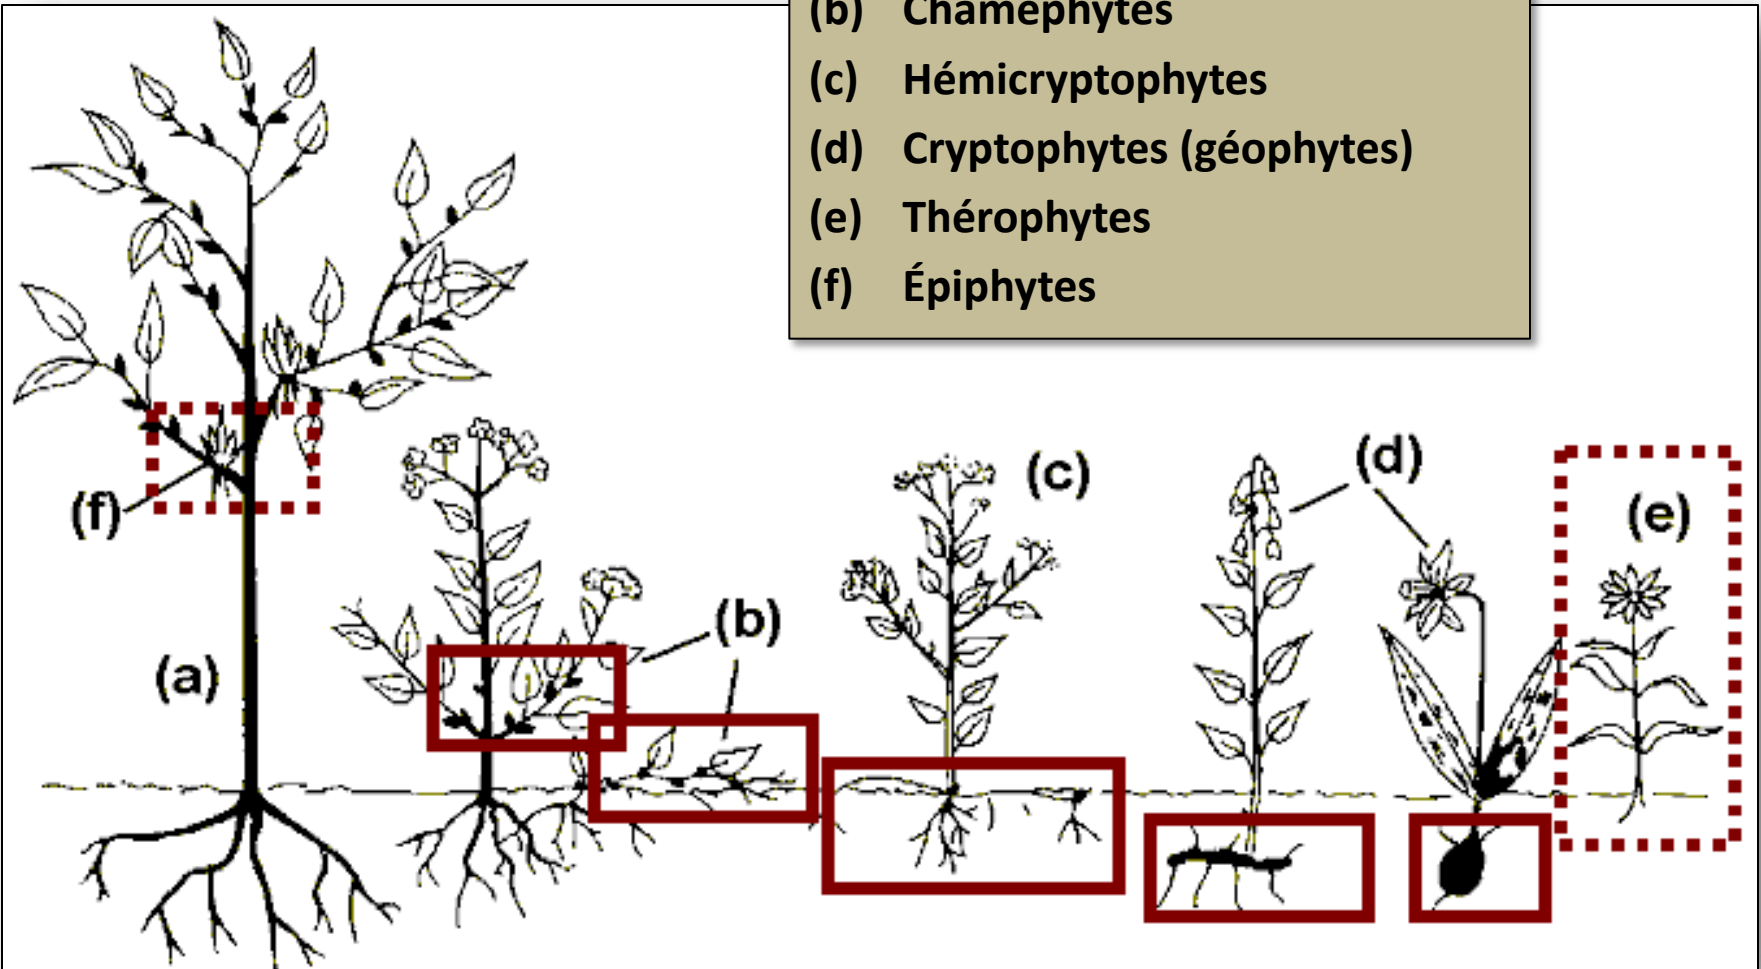 (b) Chaméphytes
(c) Hémicryptophytes
(d) Cryptophytes (géophytes)
(e) Thérophytes
(f) Épiphytes
(d)
(c)
(e)
(f)
(b)
(a)